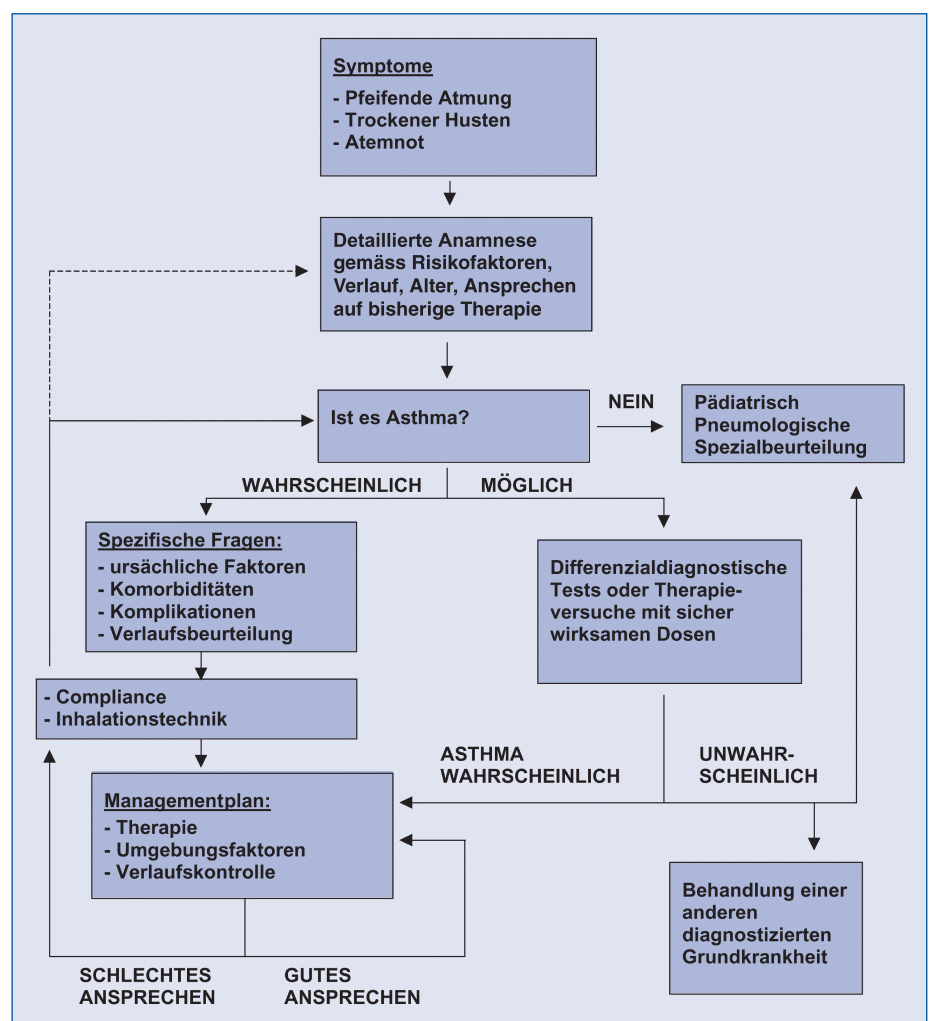 Symptome
- Pfeifende Atmung
- Trockener Husten
- Atemnot
Detaillierte Anamnese
gemäss Risikofaktoren,
Verlauf, Alter, Ansprechen
auf bisherige Therapie
Ist es Asthma?
NEIN
Pädiatrisch
Pneumologische
Spezialbeurteilung
WAHRSCHEINLICH
MÖGLICH
Spezifische Fragen:
- ursächliche Faktoren
- Komorbiditäten
- Komplikationen
- Verlaufsbeurteilung
Differenzialdiagnostische
Tests oder Therapie-
versuche mit sicher
wirksamen Dosen
- Compliance
- Inhalationstechnik
ASTHMA
WAHRSCHEINLICH
UNWAHR-
SCHEINLICH
Managementplan:
- Therapie
- Umgebungsfaktoren
- Verlaufskontrolle
Behandlung einer
anderen
diagnostizierten
Grundkrankheit
SCHLECHTES
ANSPRECHEN
GUTES
ANSPRECHEN